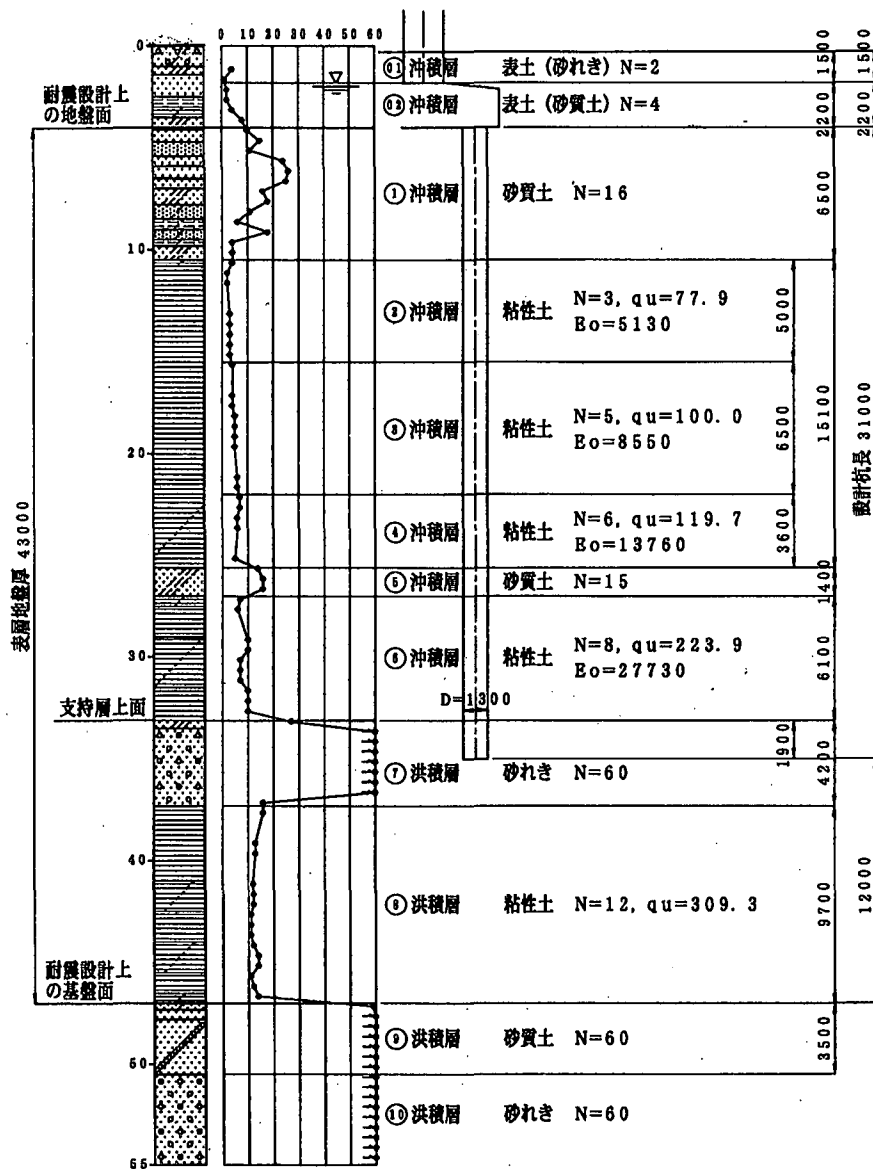 0 10 20 30 40 50 60
0
10
20
30
40
50
55
耐震設計上
の地盤面
表層地盤厚 43000
支持層上面
耐震設計上
の基盤面
01 沖積層 表土 (砂れき) N=2
02 沖積層 表土 (砂質土) N=4
① 沖積層 砂質土 N=16
② 沖積層 粘性土 N=3, qu=77.9
Eo=5130
③ 沖積層 粘性土 N=5, qu=100.0
Eo=8550
④ 沖積層 粘性土 N=6, qu=119.7
Eo=13760
⑤ 沖積層 砂質土 N=15
⑥ 沖積層 粘性土 N=8, qu=223.9
Eo=27730
D=1300
⑦ 洪積層 砂れき N=60
⑧ 洪積層 粘性土 N=12, qu=309.3
⑨ 洪積層 砂質土 N=60
⑩ 洪積層 砂れき N=60
5000
6500
3600
1900
1500
2200
6500
15100
1400
6100
4200
9700
3500
1500
2200
設計杭長 31000
12000